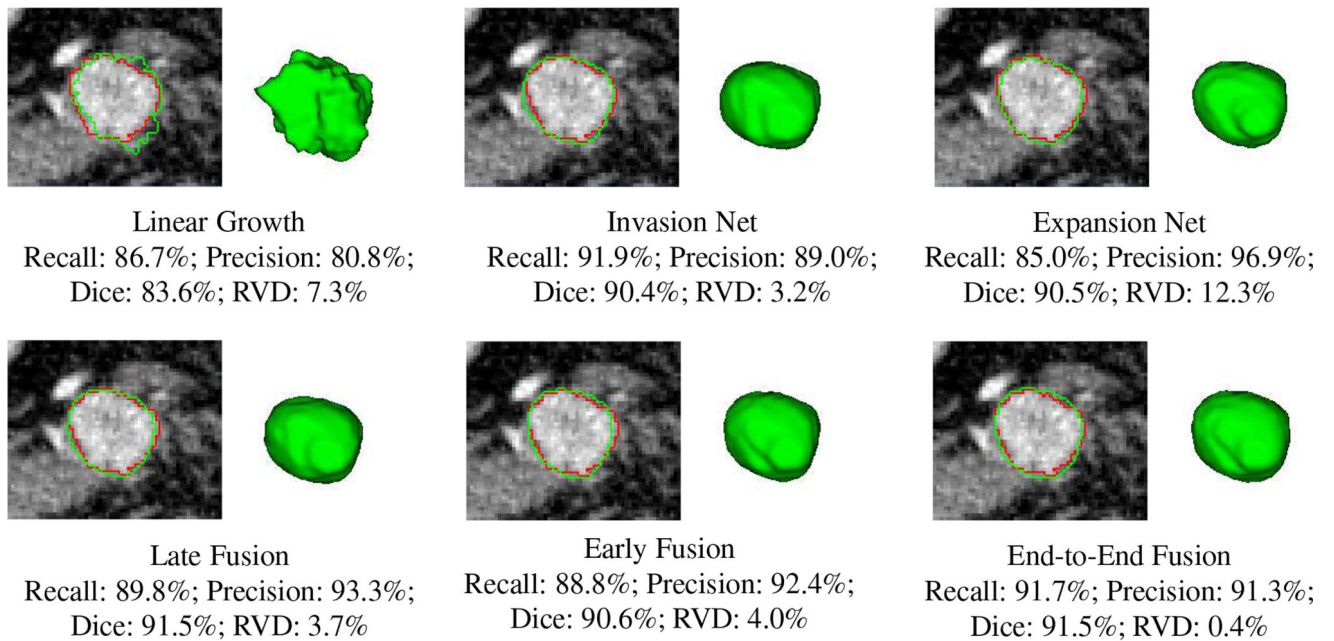 Linear Growth
Recall: 86.7%; Precision: 80.8%;
Dice: 83.6%; RVD: 7.3%
Invasion Net
Recall: 91.9%; Precision: 89.0%;
Dice: 90.4%; RVD: 3.2%
Expansion Net
Recall: 85.0%; Precision: 96.9%;
Dice: 90.5%; RVD: 12.3%
Late Fusion
Recall: 89.8%; Precision: 93.3%;
Dice: 91.5%; RVD: 3.7%
Early Fusion
Recall: 88.8%; Precision: 92.4%;
Dice: 90.6%; RVD: 4.0%
End-to-End Fusion
Recall: 91.7%; Precision: 91.3%;
Dice: 91.5%; RVD: 0.4%